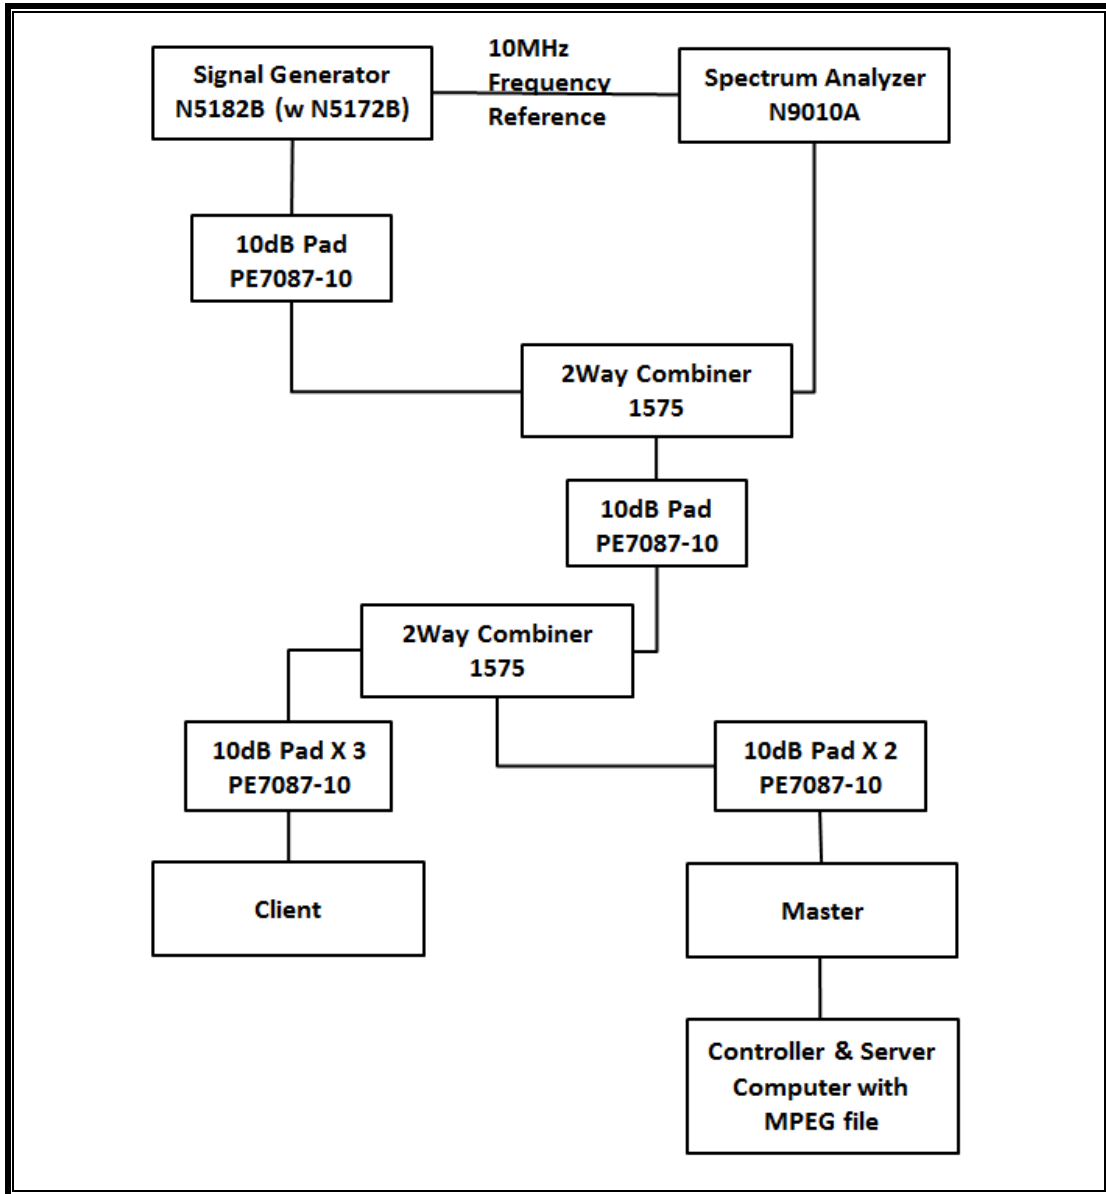 Signal Generator
N5182B (w N5172B)
10MHz
Frequency
Reference
Spectrum Analyzer
N9010A
10dB Pad
PE7087-10
2Way Combiner
1575
10dB Pad
PE7087-10
2Way Combiner
1575
10dB Pad X 3
PE7087-10
10dB Pad X 2
PE7087-10
Client
Master
Controller & Server
Computer with
MPEG file